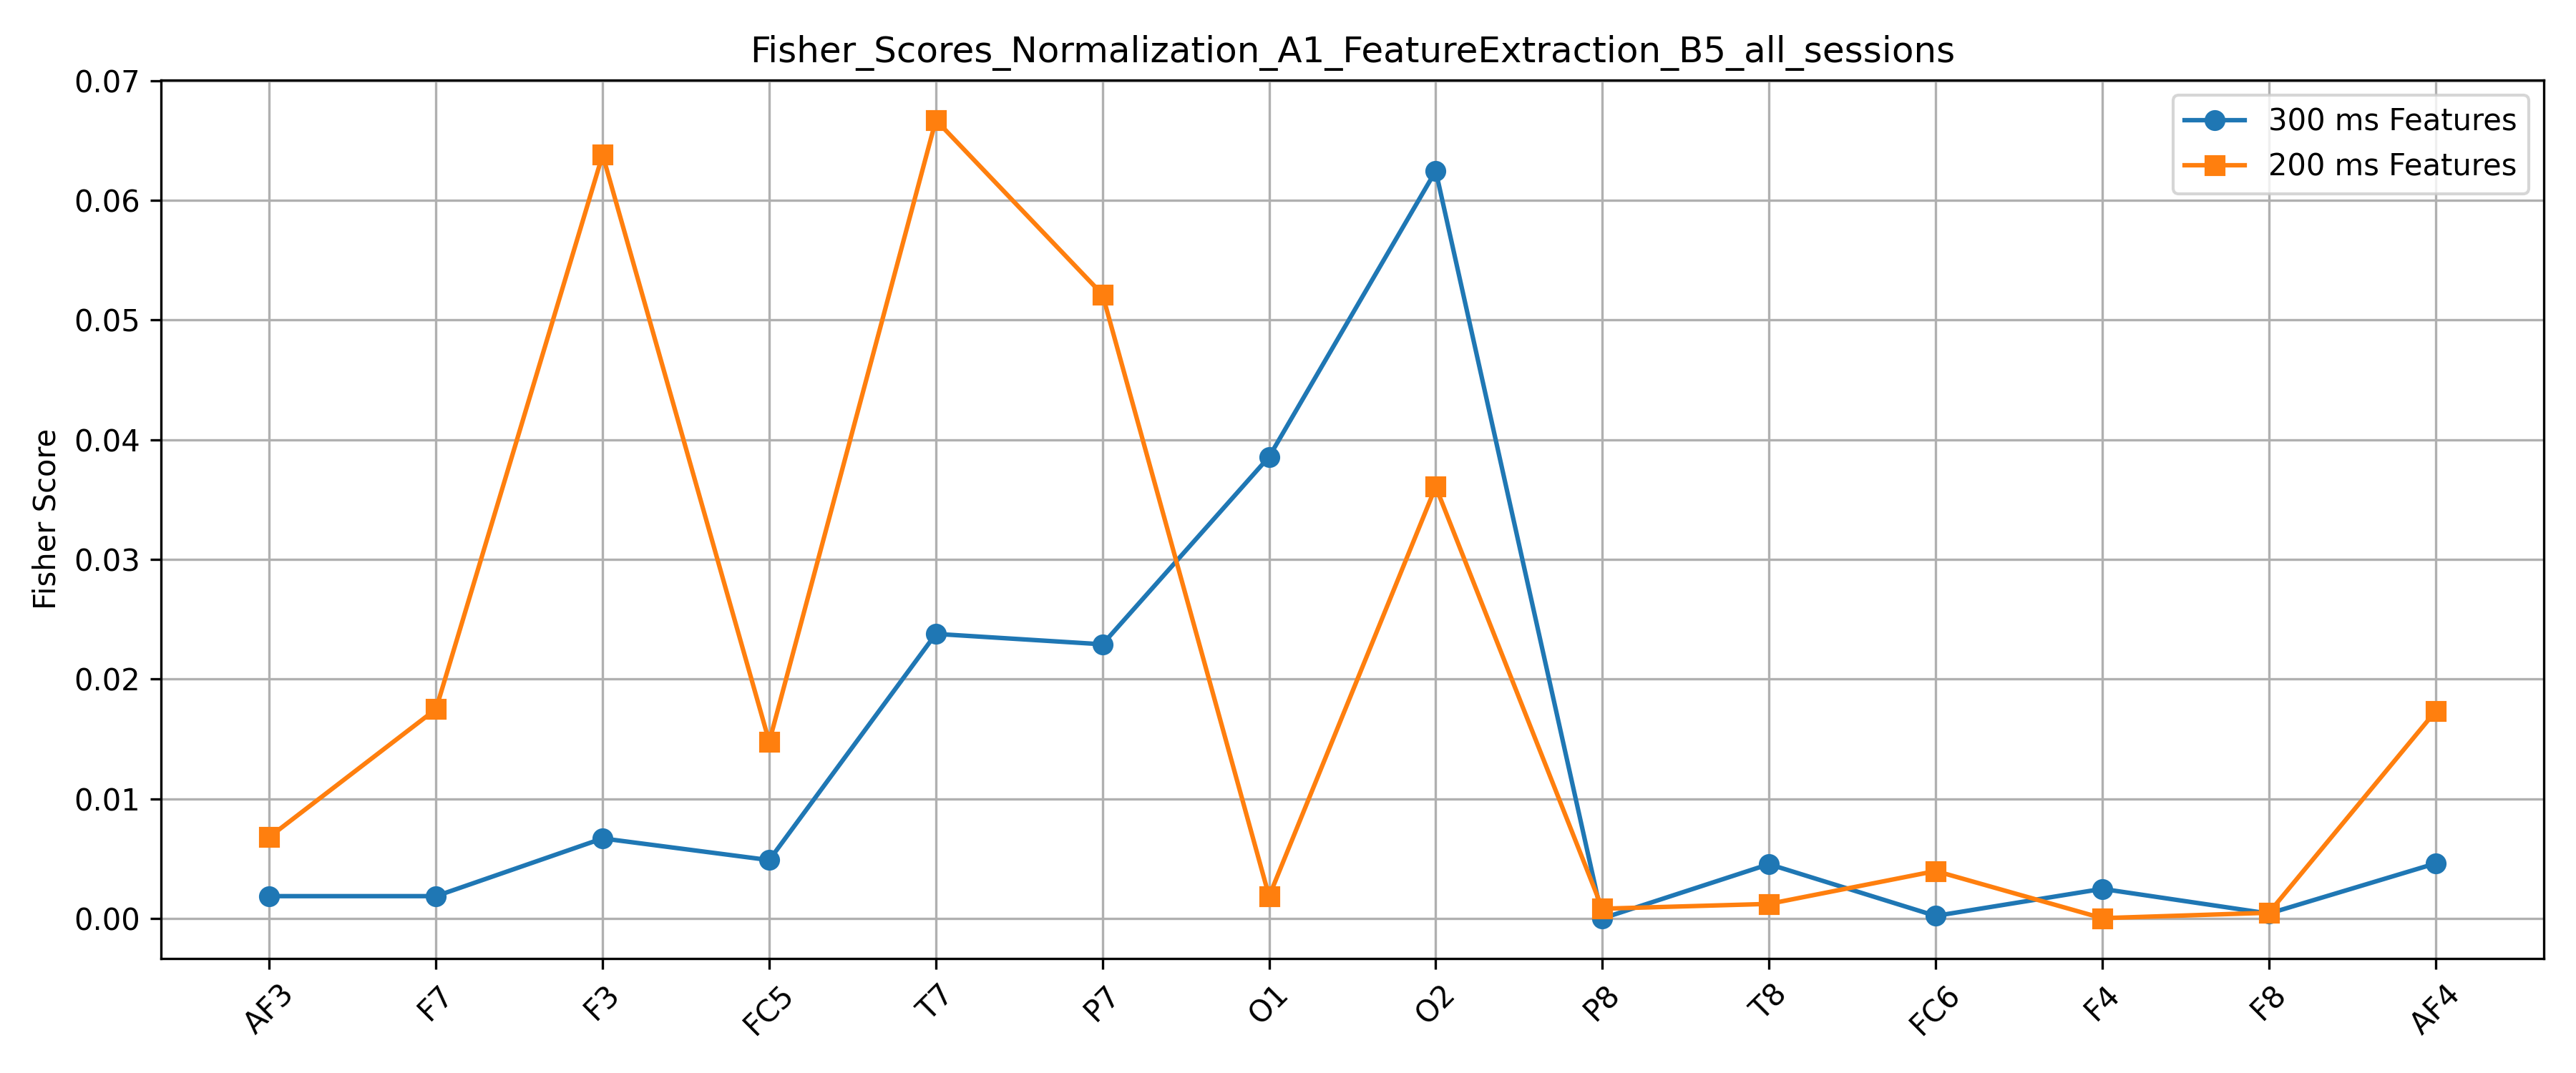 Fisher_Scores_Normalization_A1_FeatureExtraction_B5_all_sessions
300 ms Features
200 ms Features
Fisher Score
0.07
0.06
0.05
0.04
0.03
0.02
0.01
0.00
AF3 F7 F3 FC5 T7 P7 O1 O2 P8 T8 FC6 F4 F8 AF4